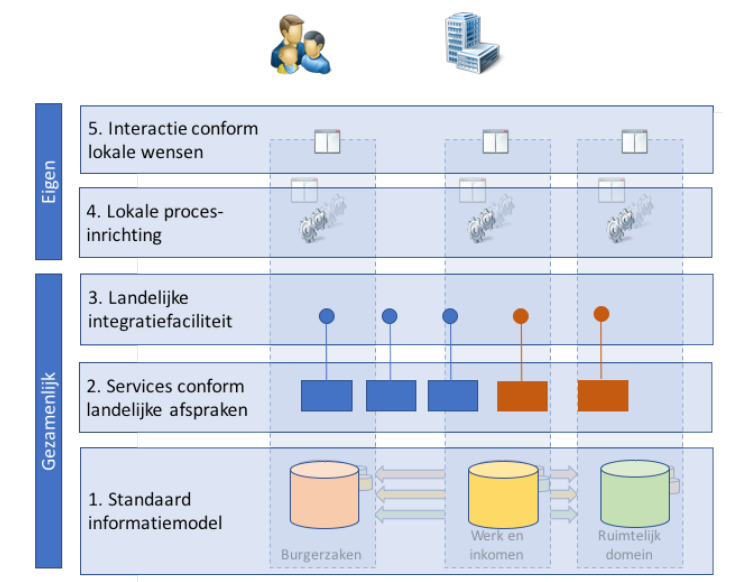 Eigen
5. Interactie conform
lokale wensen
4. Lokale proces-
inrichting
Gezamenlijk
3. Landelijke
integratiefaciliteit
2. Services conform
landelijke afspraken
1. Standaard
informatiemodel
Burgerzaken
Werk en
inkomen
Ruimtelijk
domein